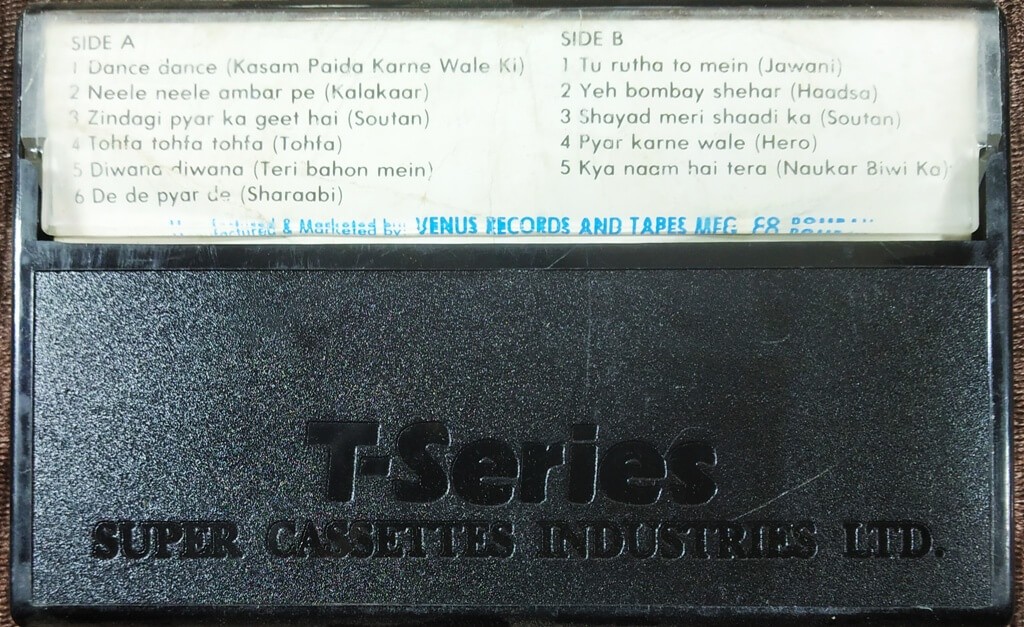 SIDE A
1 Dance dance (Kasam Paida Karne Wale Ki)
2 Neele neele ambar pe (Kalakaar)
3 Zindagi pyar ka geet hai (Soutan)
4 Tohfa tohfa tohfa (Tohfa)
5 Diwana diwana (Teri bahon mein)
6 De de pyar de (Sharaabi)
SIDE B
1 Tu rutha to mein (Jawani)
2 Yeh bombay shehar (Haadsa)
3 Shayad meri shaadi ka (Soutan)
4 Pyar karne wale (Hero)
5 Kya naam hai tera (Naukar Biwi Ka)
& Marketed by: VENUS RECORDS AND TAPES MFG.
T-Series
SUPER CASSETTES INDUSTRIES LTD.